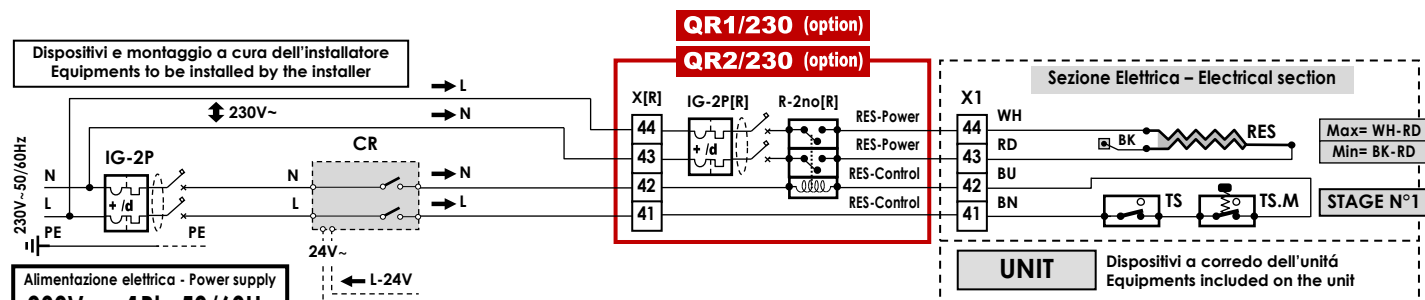 QR1/230 (option)
QR2/230 (option)
Dispositivi e montaggio a cura dell'installatore
Equipments to be installed by the installer
L
230V~
N
Sezione Elettrica – Electrical section
X[R]
IG-2P[R]
R-2no[R]
X1
44
RES-Power
44
WH
RES
Max= WH-RD
43
+ /d
RES-Power
43
RD
BK
Min= BK-RD
230V~50/60Hz
IG-2P
CR
N
N
N
42
RES-Control
42
BU
L
+ /d
L
L
41
RES-Control
41
BN
TS
TS.M
STAGE N°1
PE
PE
24V~
L-24V
UNIT
Dispositivi a corredo dell'unitá
Equipments included on the unit
Alimentazione elettrica - Power supply